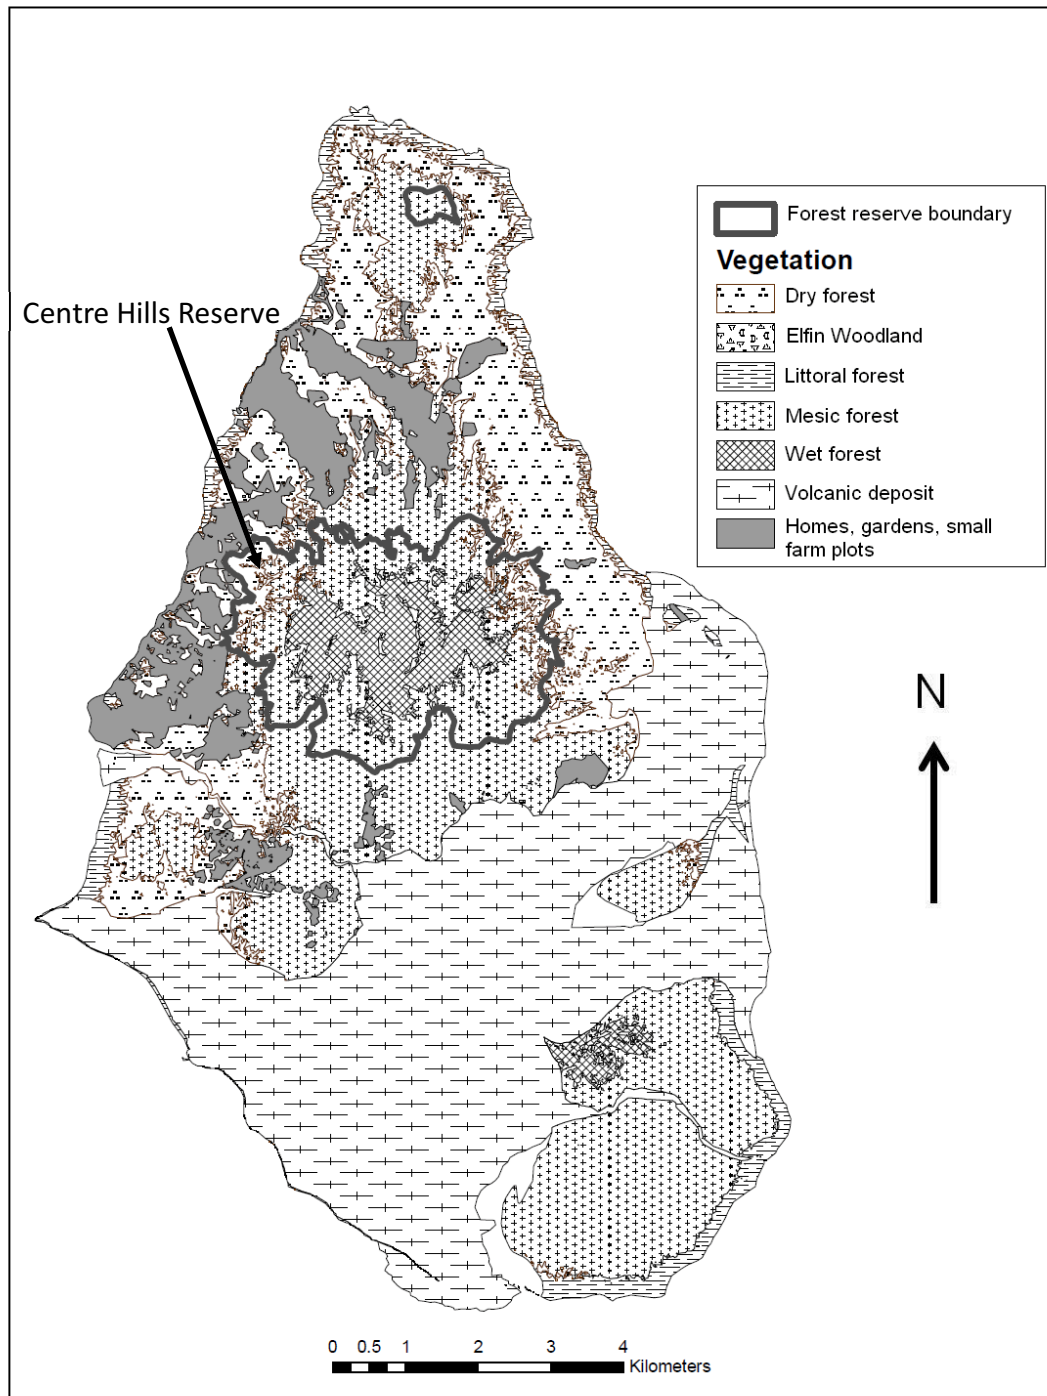 Centre Hills Reserve
Forest reserve boundary
Vegetation
Dry forest
Elfin Woodland
Littoral forest
Mesic forest
Wet forest
Volcanic deposit
Homes, gardens, small
farm plots
N
0 0.5 1 2 3 4
Kilometers